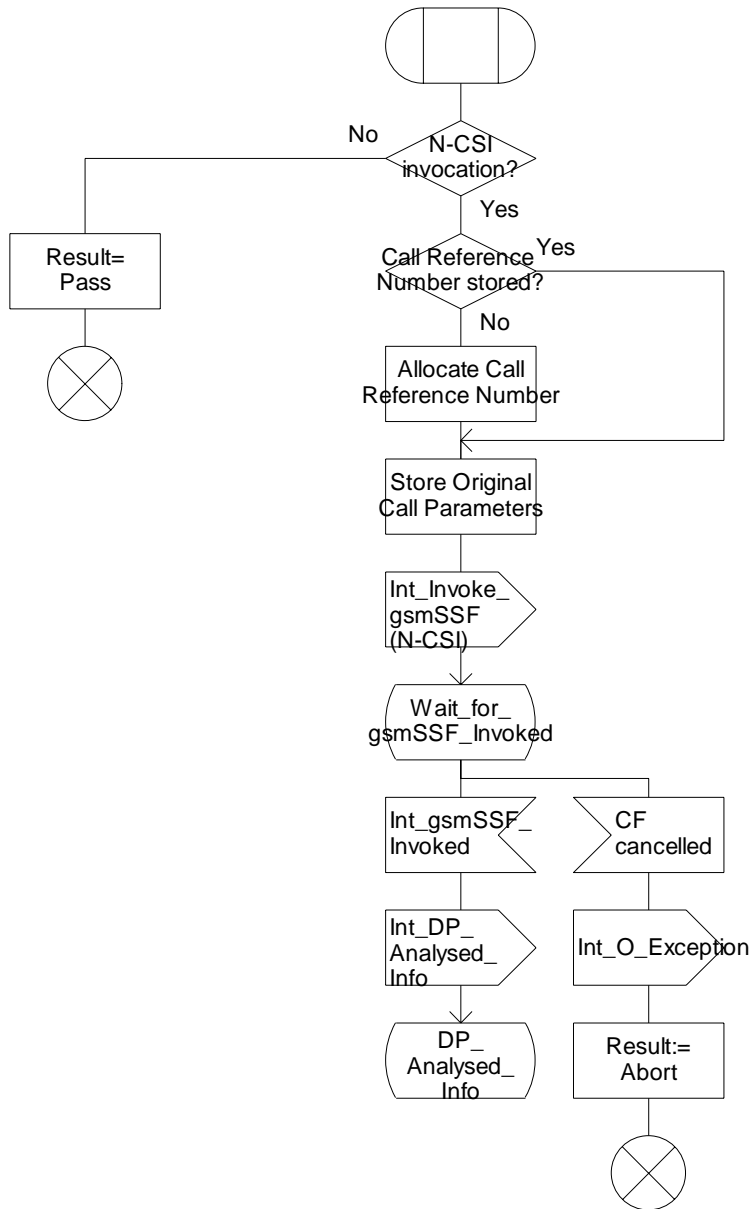 No
N-CSI
invocation?
Yes
Result=
Pass
Call Reference
Number stored?
Yes
No
Allocate Call
Reference Number
Store Original
Call Parameters
Int_Invoke_
gsmSSF
(N-CSI)
Wait_for_
gsmSSF_Invoked
Int_gsmSSF_
Invoked
CF
cancelled
Int_DP_
Analysed_
Info
Int_O_Exception
DP_
Analysed_
Info
Result:=
Abort